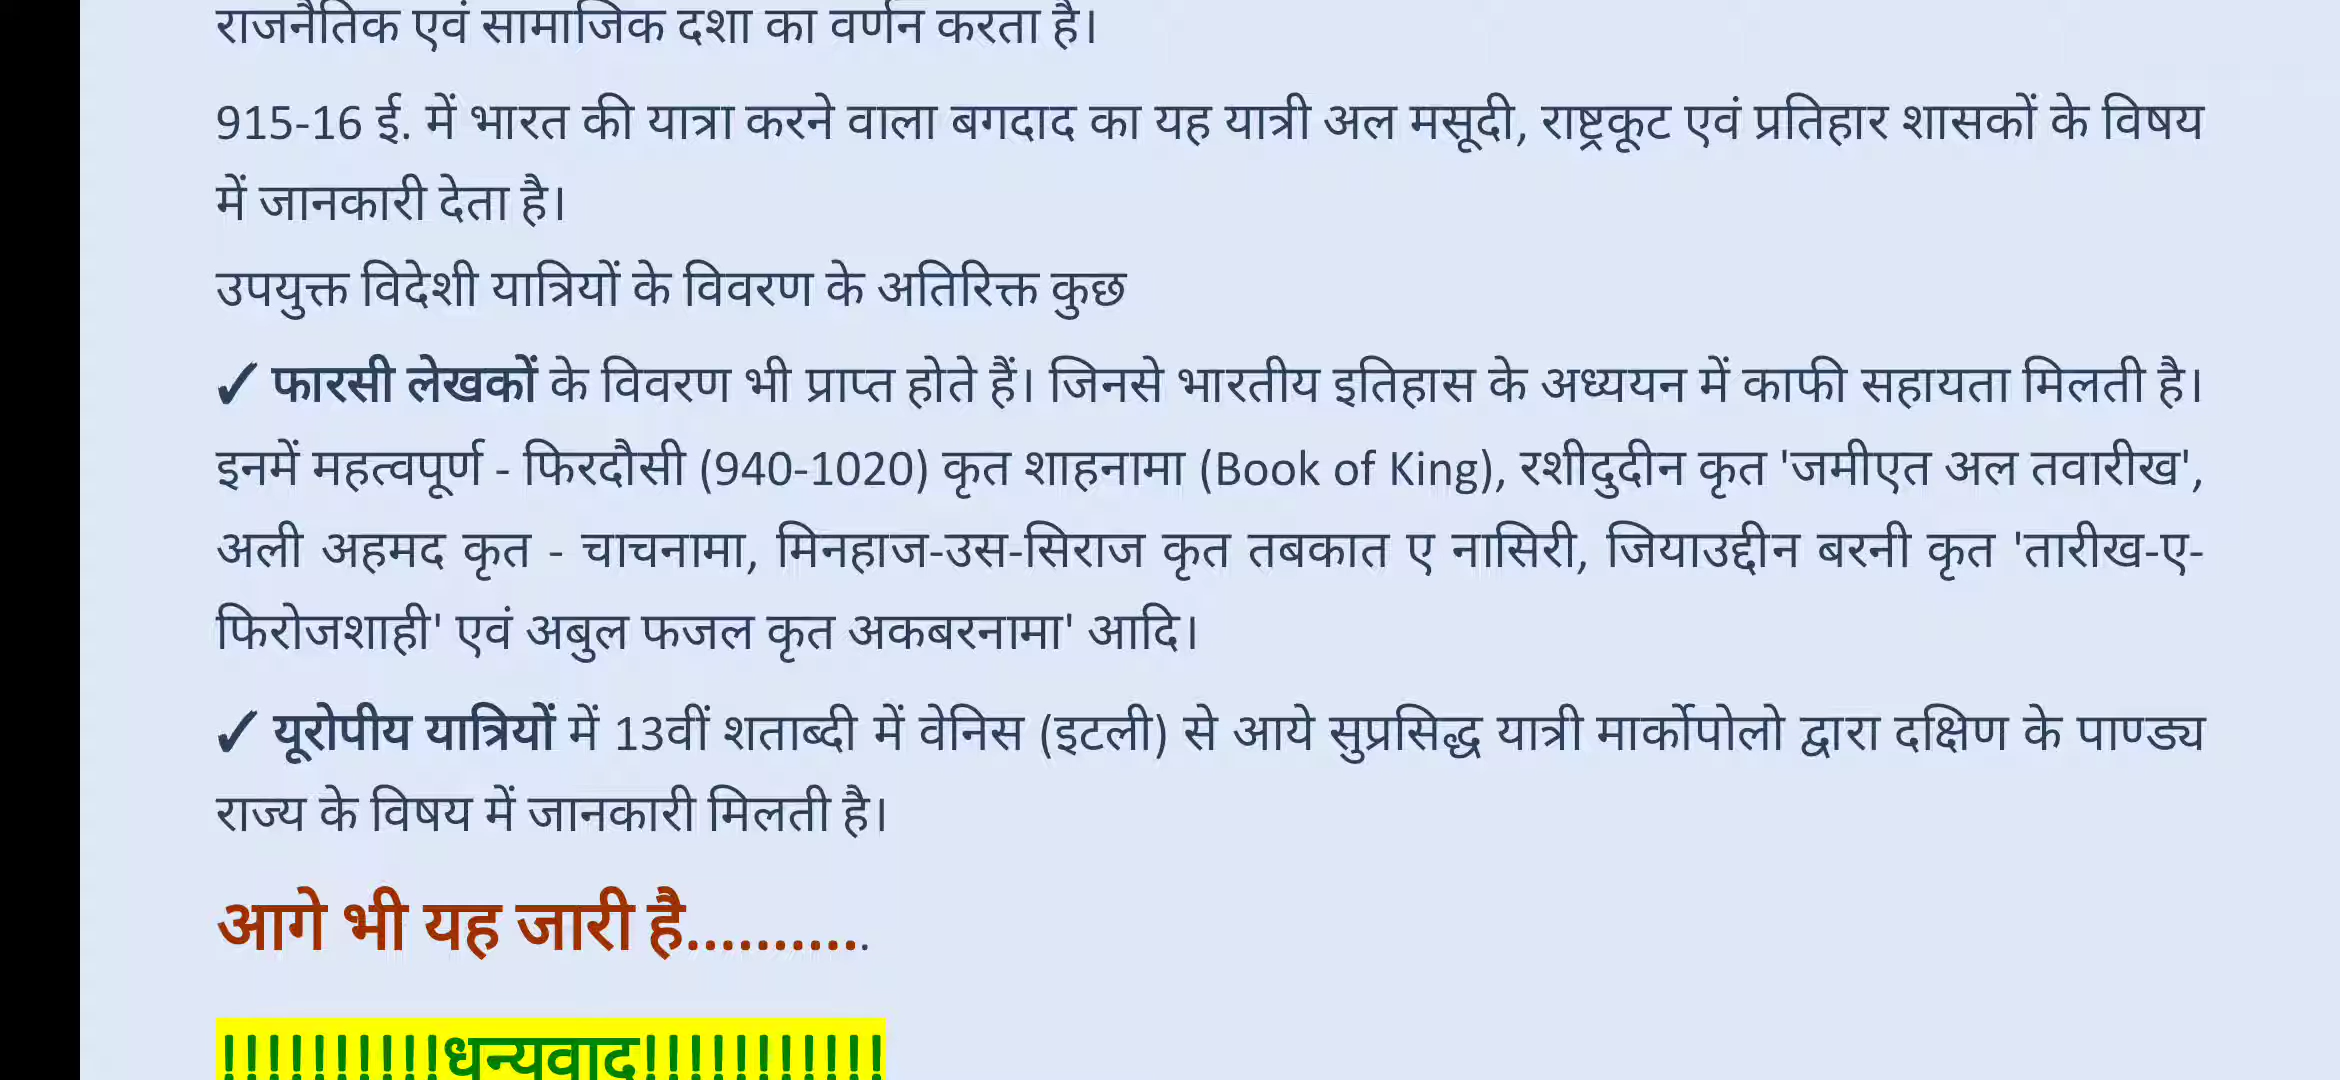 राजनैतिक एवं सामाजिक दशा का वर्णन करता है।
915-16 ई. में भारत की यात्रा करने वाला बगदाद का यह यात्री अल मसूदी, राष्ट्रकूट एवं प्रतिहार शासकों के विषय
में जानकारी देता है।
उपयुक्त विदेशी यात्रियों के विवरण के अतिरिक्त कुछ
✓ फारसी लेखकों के विवरण भी प्राप्त होते हैं। जिनसे भारतीय इतिहास के अध्ययन में काफी सहायता मिलती है।
इनमें महत्वपूर्ण - फिरदौसी (940-1020) कृत शाहनामा (Book of King), रशीदुदीन कृत 'जमीएत अल तवारीख',
अली अहमद कृत - चाचनामा, मिनहाज-उस-सिराज कृत तबकात ए नासिरी, जियाउद्दीन बरनी कृत 'तारीख-ए-
फिरोजशाही' एवं अबुल फजल कृत अकबरनामा' आदि।
✓ यूरोपीय यात्रियों में 13वीं शताब्दी में वेनिस (इटली) से आये सुप्रसिद्ध यात्री मार्कोपोलो द्वारा दक्षिण के पाण्ड्य
राज्य के विषय में जानकारी मिलती है।
आगे भी यह जारी है...........
!!!!!!!!!!धन्यवाद!!!!!!!!!!!